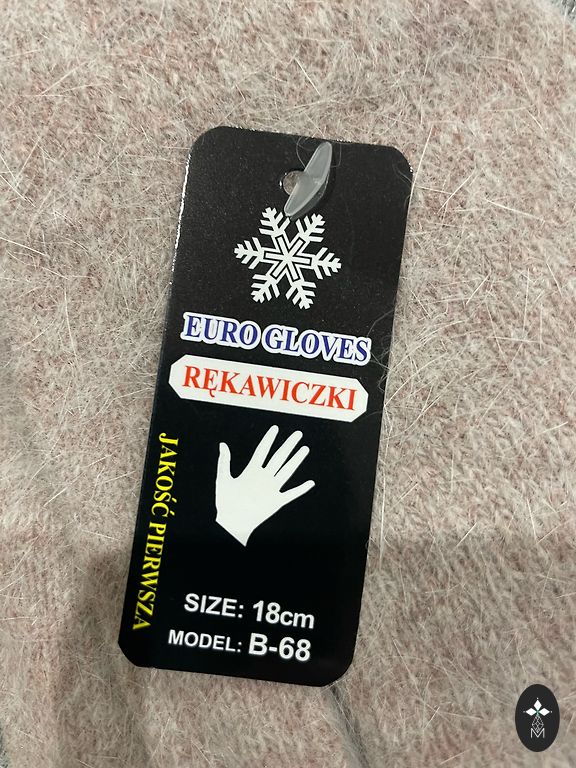 EURO GLOVES
RĘKAWICZKI
JAKOŚĆ PIERWSZA
SIZE: 18cm
MODEL: B-68
M